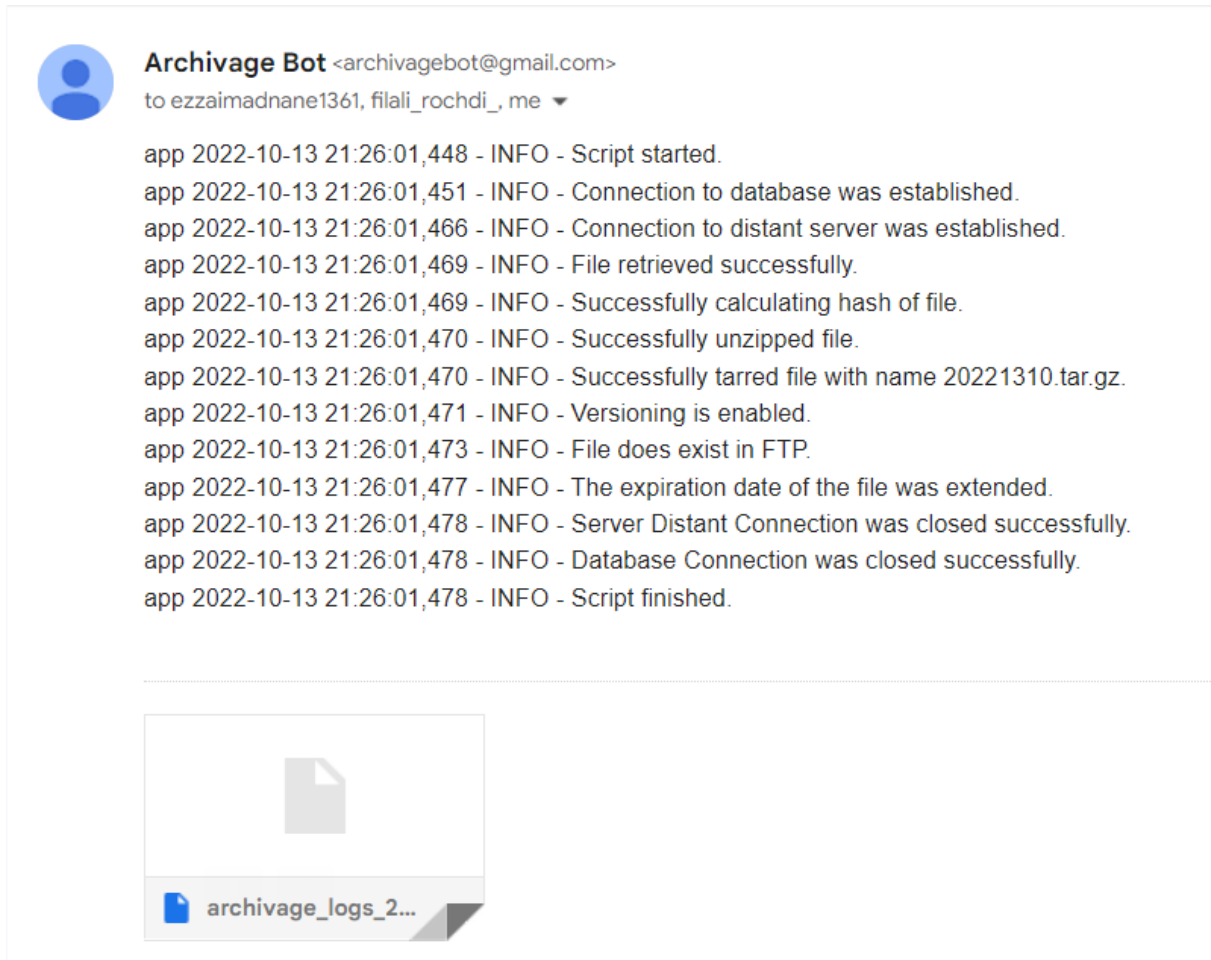 Archivage Bot <archivagebot@gmail.com>
to ezzaimadnane1361, filali_rochdi_, me
app 2022-10-13 21:26:01,448 - INFO - Script started.
app 2022-10-13 21:26:01,451 - INFO - Connection to database was established.
app 2022-10-13 21:26:01,466 - INFO - Connection to distant server was established.
app 2022-10-13 21:26:01,469 - INFO - File retrieved successfully.
app 2022-10-13 21:26:01,469 - INFO - Successfully calculating hash of file.
app 2022-10-13 21:26:01,470 - INFO - Successfully unzipped file.
app 2022-10-13 21:26:01,470 - INFO - Successfully tarred file with name 20221310.tar.gz.
app 2022-10-13 21:26:01,471 - INFO - Versioning is enabled.
app 2022-10-13 21:26:01,473 - INFO - File does exist in FTP.
app 2022-10-13 21:26:01,477 - INFO - The expiration date of the file was extended.
app 2022-10-13 21:26:01,478 - INFO - Server Distant Connection was closed successfully.
app 2022-10-13 21:26:01,478 - INFO - Database Connection was closed successfully.
app 2022-10-13 21:26:01,478 - INFO - Script finished.
archivage_logs_2...